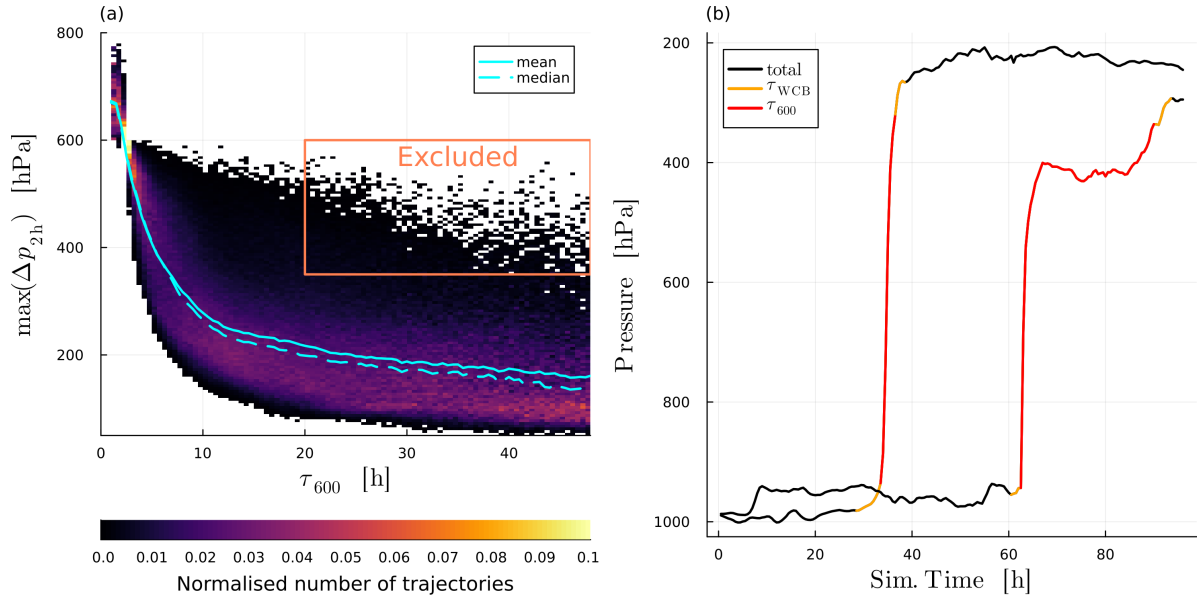 (a)
800
600
400
200
max(Δp2h) [hPa]
mean
median
Excluded
0 10 20 30 40
τ600 [h]
0.0 0.01 0.02 0.03 0.04 0.05 0.06 0.07 0.08 0.09 0.1
Normalised number of trajectories
(b)
200
400
600
800
1000
Pressure [hPa]
total
τWCB
τ600
0 20 40 60 80
Sim. Time [h]